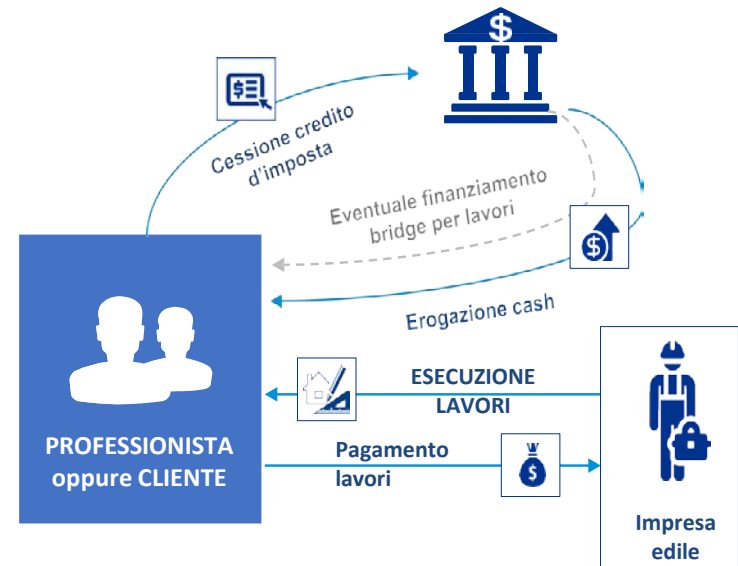 $
$
Cessione credito
d'imposta
Eventuale finanziamento
bridge per lavori
$
Erogazione cash
ESECUZIONE
LAVORI
PROFESSIONISTA
oppure CLIENTE
Pagamento
lavori
$
Impresa
edile